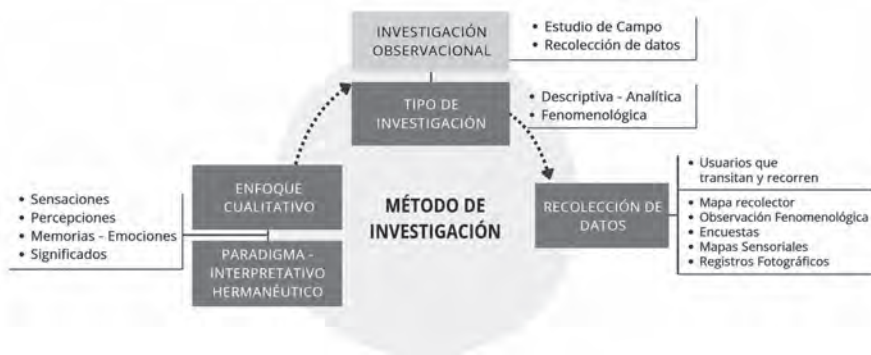 INVESTIGACIÓN
OBSERVACIONAL
• Estudio de Campo
• Recolección de datos
TIPO DE
INVESTIGACIÓN
• Descriptiva - Analítica
• Fenomenológica
ENFOQUE
CUALITATIVO
• Sensaciones
• Percepciones
• Memorias - Emociones
• Significados
PARADIGMA -
INTERPRETATIVO
HERMANÉUTICO
MÉTODO DE
INVESTIGACIÓN
RECOLECCIÓN DE
DATOS
• Usuarios que
transitan y recorren
• Mapa recolector
• Observación Fenomenológica
• Encuestas
• Mapas Sensoriales
• Registros Fotográficos